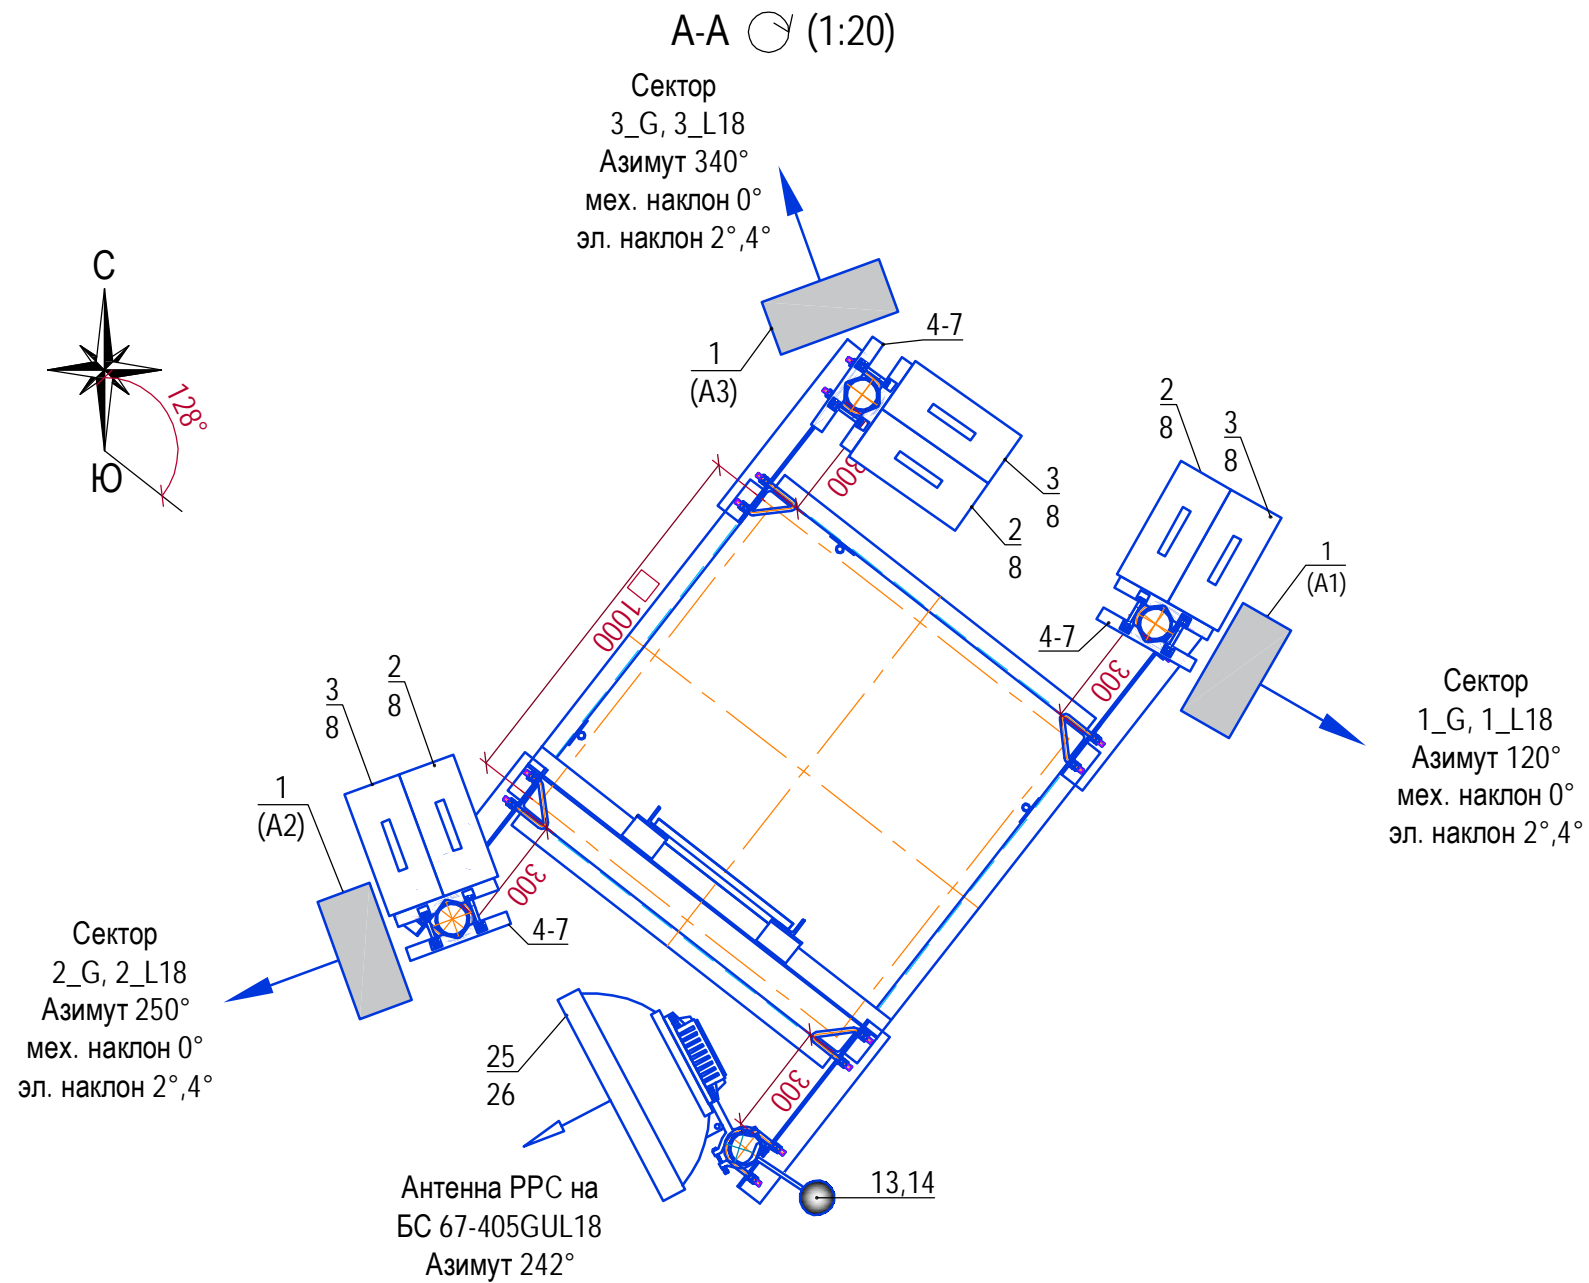 А-А (1:20)
Сектор
3_G, 3_L18
Азимут 340°
мех. наклон 0°
эл. наклон 2°,4°
С
Ю
128°
1
(А3)
4-7
300
3
8
2
8
2
8
3
8
1
(А1)
4-7
300
□1000
Сектор
1_G, 1_L18
Азимут 120°
мех. наклон 0°
эл. наклон 2°,4°
3
8
2
8
1
(А2)
300
4-7
Сектор
2_G, 2_L18
Азимут 250°
мех. наклон 0°
эл. наклон 2°,4°
25
26
300
13,14
Антенна РРС на
БС 67-405GUL18
Азимут 242°